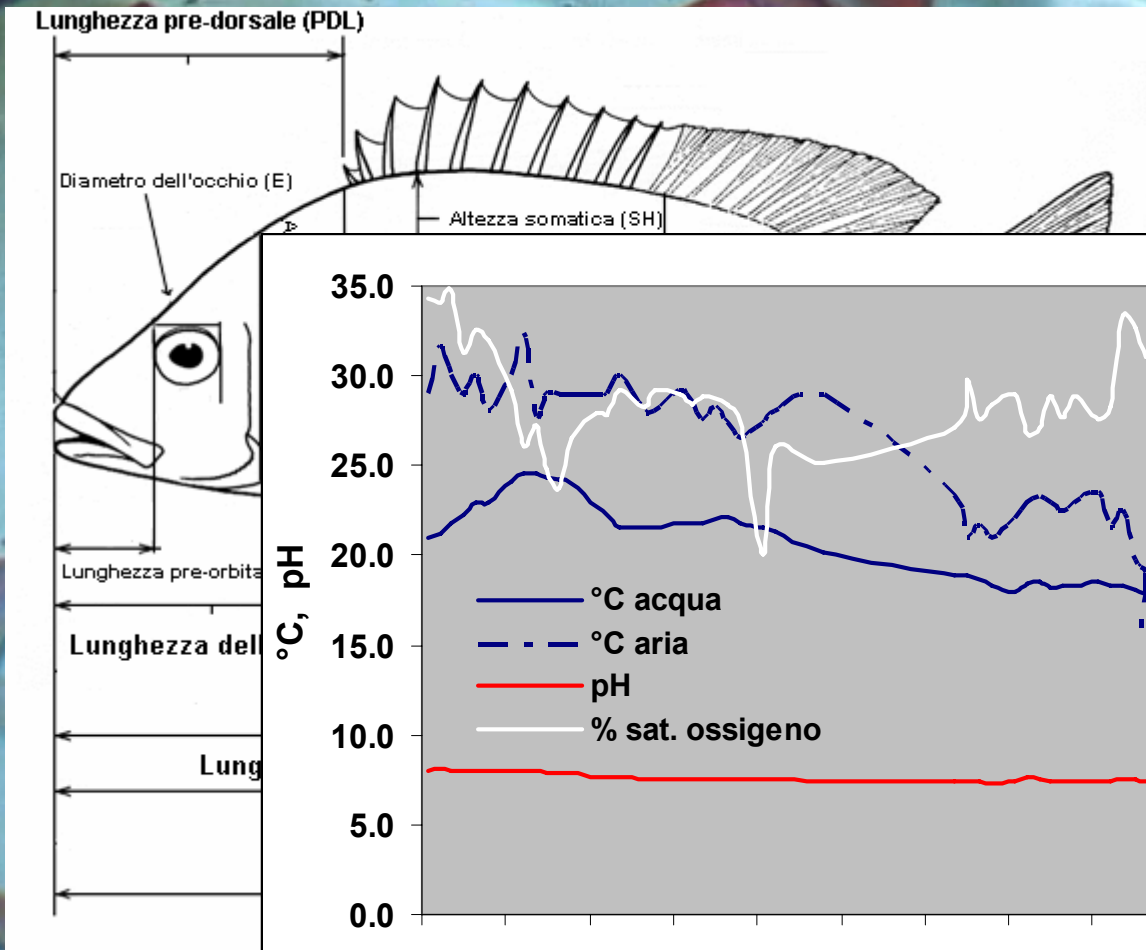 Lunghezza pre-dorsale (PDL)
Diametro dell'occhio (E)
Altezza somatica (SH)
A
Lunghezza pre-orbita
Lunghezza dell
Lung
°C, pH
35.0
30.0
25.0
20.0
15.0
10.0
5.0
0.0
°C acqua
°C aria
pH
% sat. ossigeno